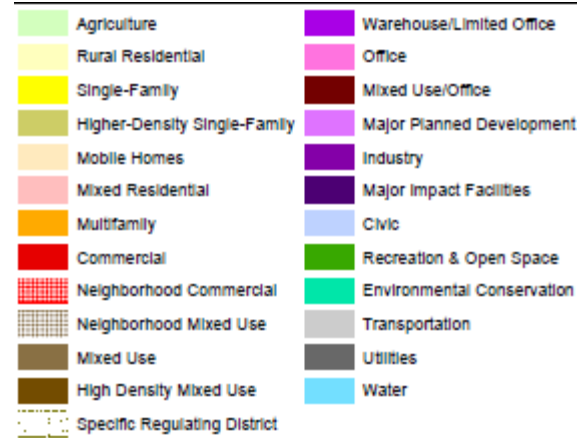 Agriculture
Rural Residential
Single-Family
Higher-Density Single-Family
Mobile Homes
Mixed Residential
Multifamily
Commercial
Neighborhood Commercial
Neighborhood Mixed Use
Mixed Use
High Density Mixed Use
Specific Regulating District
Warehouse/Limited Office
Office
Mixed Use/Office
Major Planned Development
Industry
Major Impact Facilities
Civic
Recreation & Open Space
Environmental Conservation
Transportation
Utilities
Water